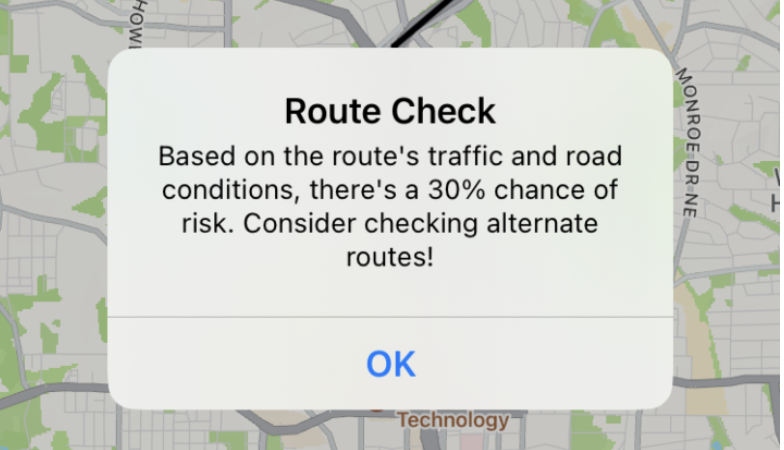 HOWI
Route Check
Based on the route's traffic and road
conditions, there's a 30% chance of
risk. Consider checking alternate
routes!
OK
MONROE DR NE
Technology